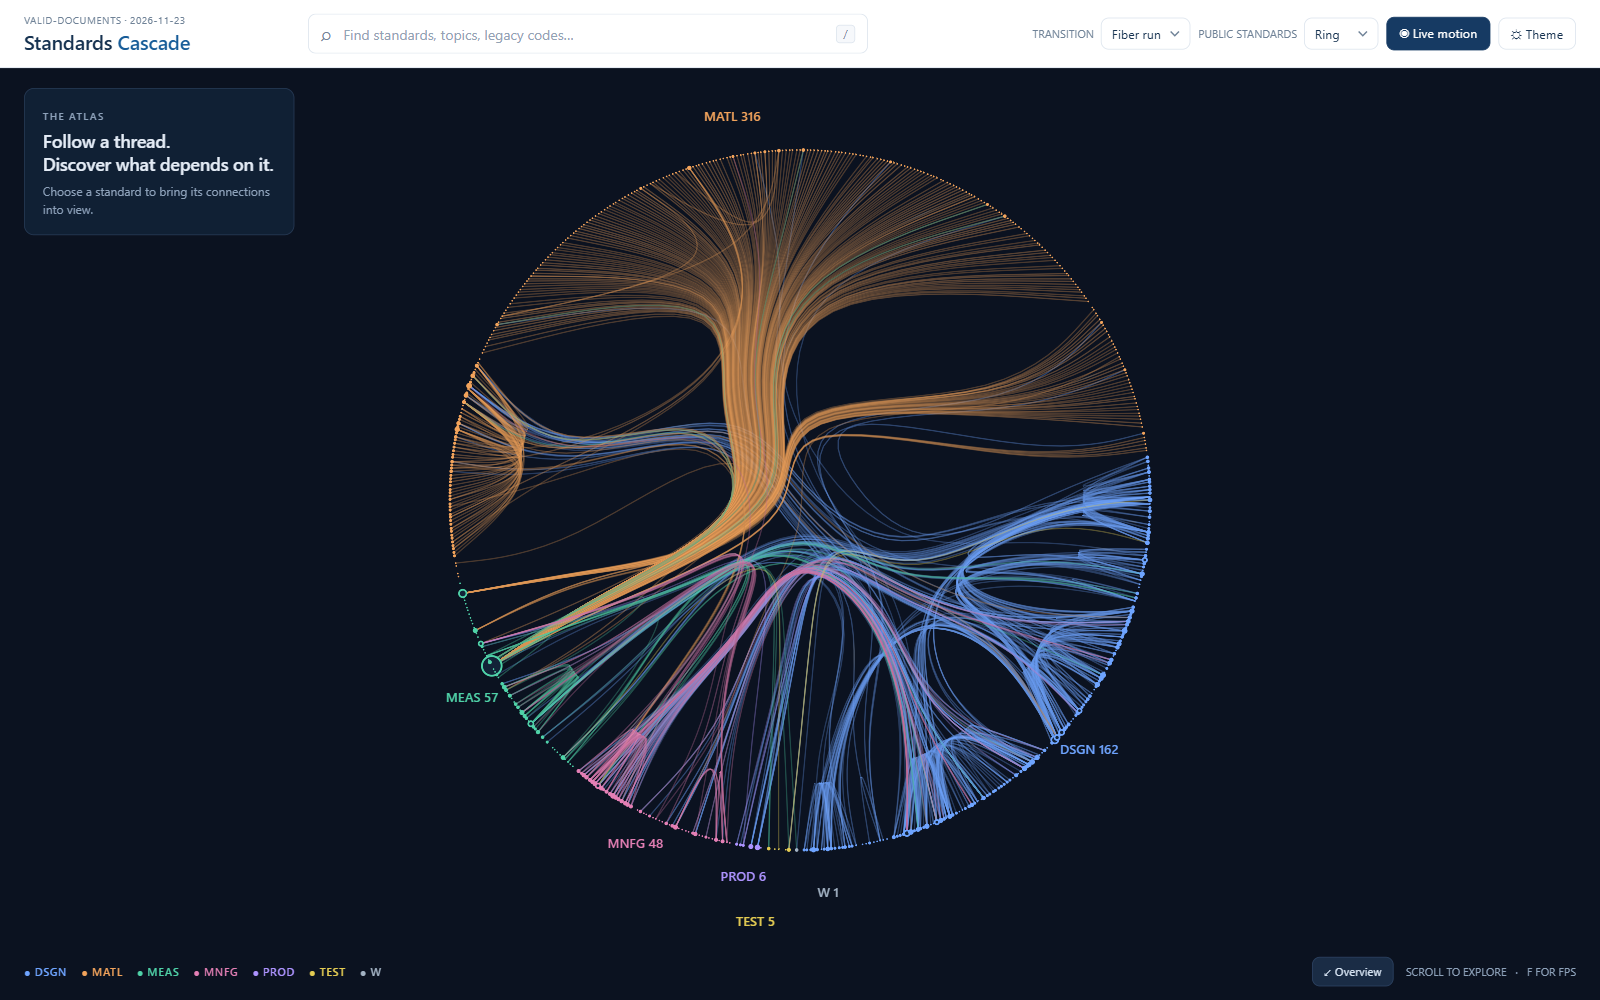 VALID-DOCUMENTS · 2026-11-23
Standards Cascade
Find standards, topics, legacy codes...
/
TRANSITION
Fiber run
PUBLIC STANDARDS
Ring
Live motion
Theme
THE ATLAS
Follow a thread.
Discover what depends on it.
Choose a standard to bring its connections
into view.
MATL 316
MEAS 57
DSGN 162
MNFG 48
PROD 6
W 1
TEST 5
DSGN
MATL
MEAS
MNFG
PROD
TEST
W
Overview
SCROLL TO EXPLORE · F FOR FPS